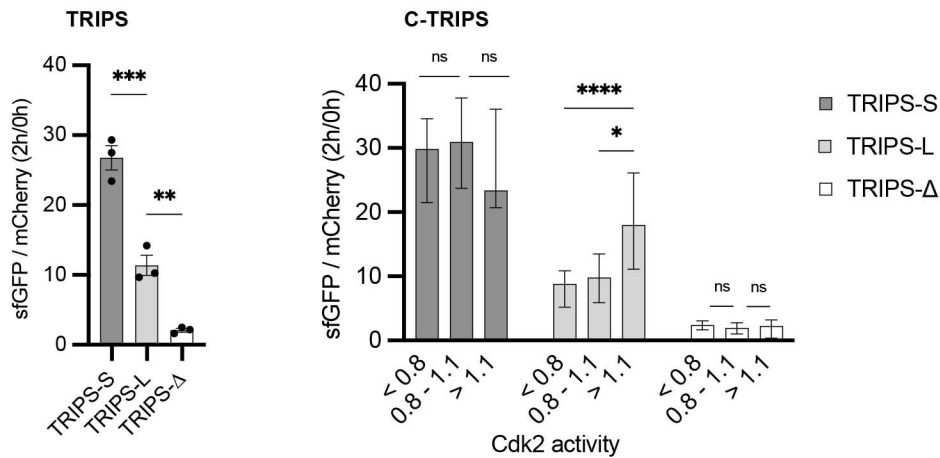 TRIPS
sfGFP / mCherry (2h/0h)
40
30
20
10
0
***
**
TRIPS-S
TRIPS-L
TRIPS-Δ
C-TRIPS
sfGFP / mCherry (2h/0h)
40
30
20
10
0
ns
ns
****
*
ns
ns
< 0.8
0.8 - 1.1
> 1.1
< 0.8
0.8 - 1.1
> 1.1
< 0.8
0.8 - 1.1
> 1.1
Cdk2 activity
TRIPS-S
TRIPS-L
TRIPS-Δ